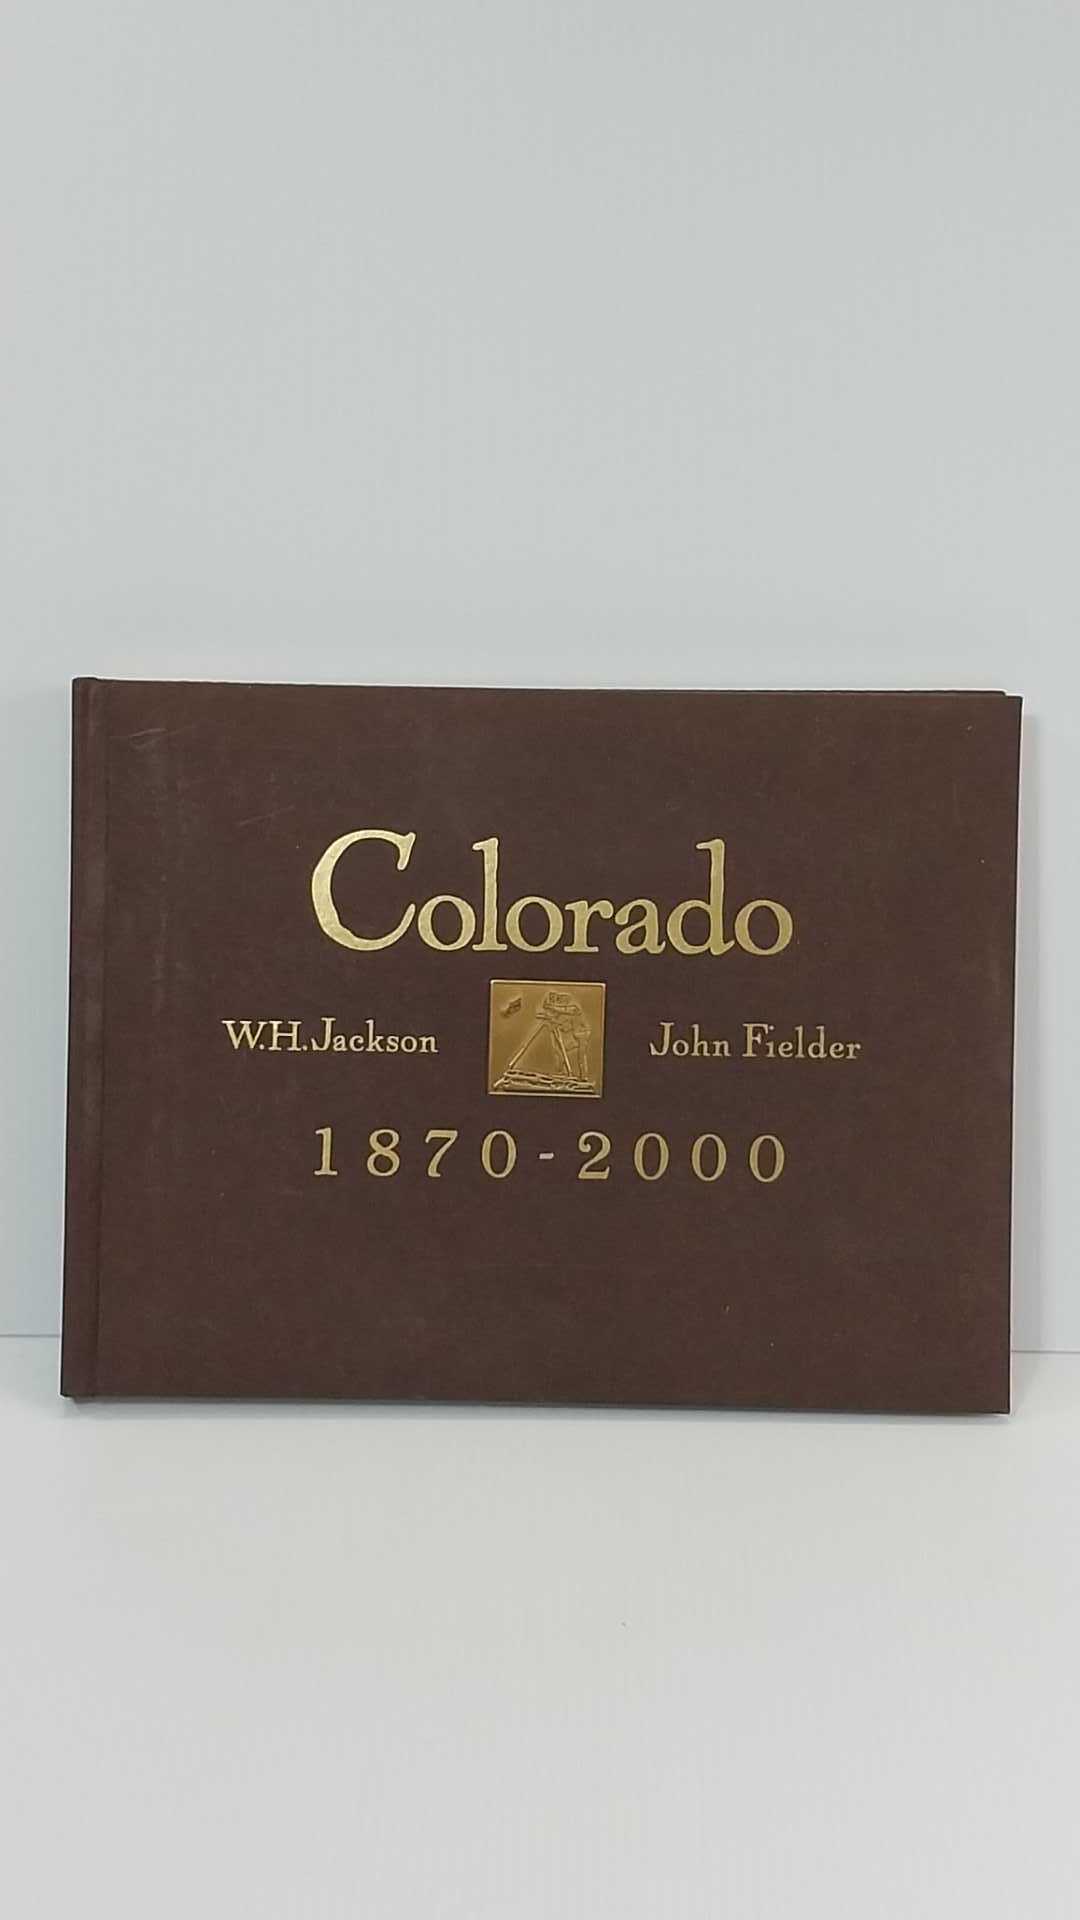 Colorado
W.H. Jackson John Fielder
1870-2000